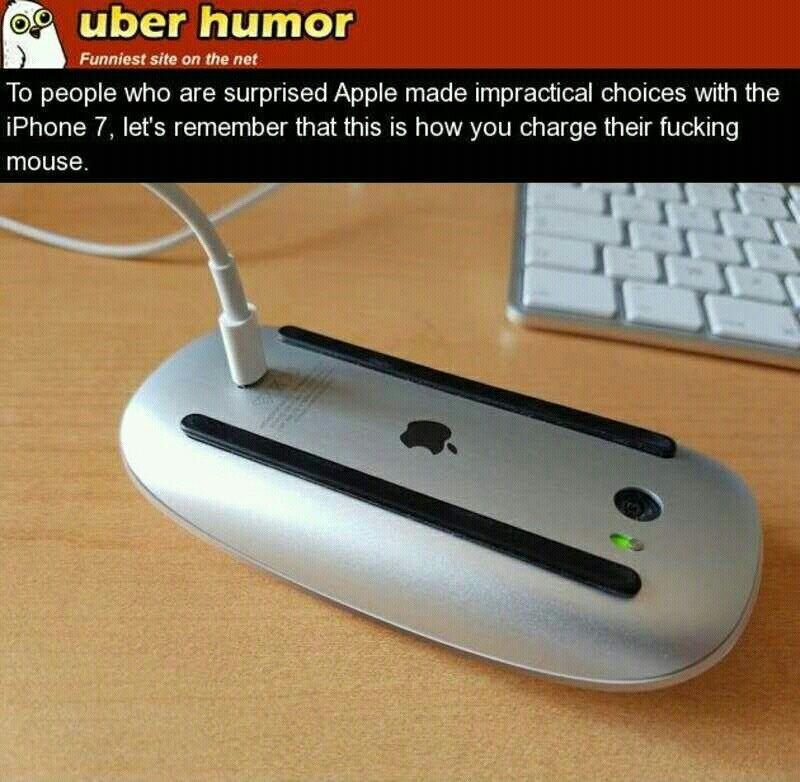 uber humor
Funniest site on the net
To people who are surprised Apple made impractical choices with the
iPhone 7, let's remember that this is how you charge their fucking
mouse.